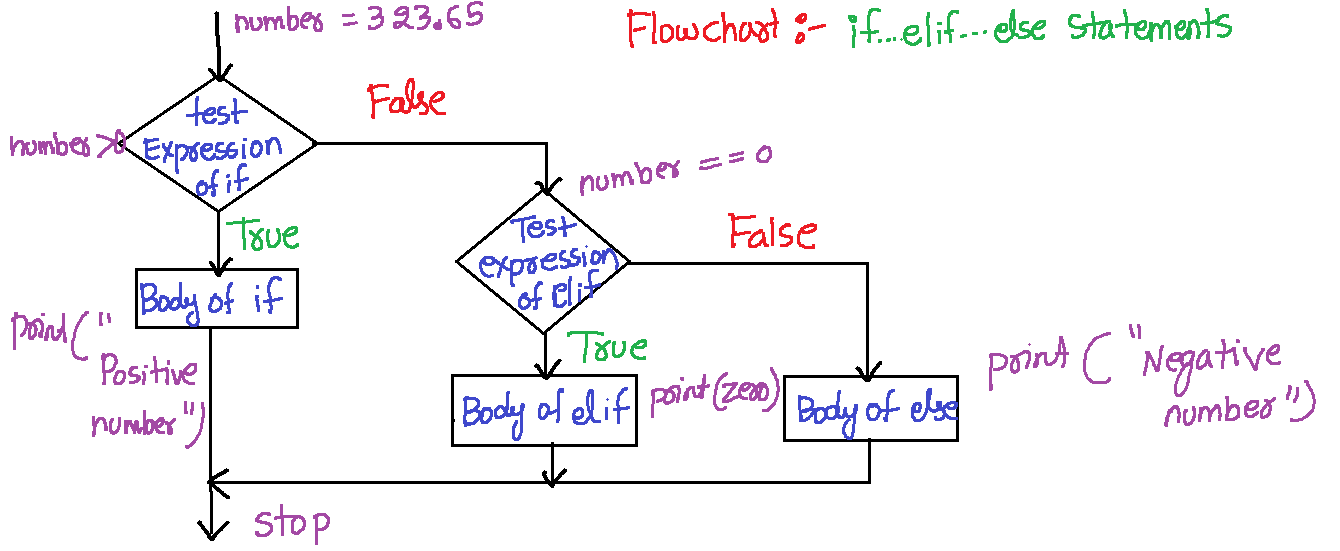 number = 323.65
Flowchart :- if...elif...else statements
False
test
Expression
of if
number >0
number == 0
True
Test
expression
of Elif
False
Body of if
print("
Positive
number")
True
Body of elif
print(zero)
Body of else
print ("Negative
number")
stop